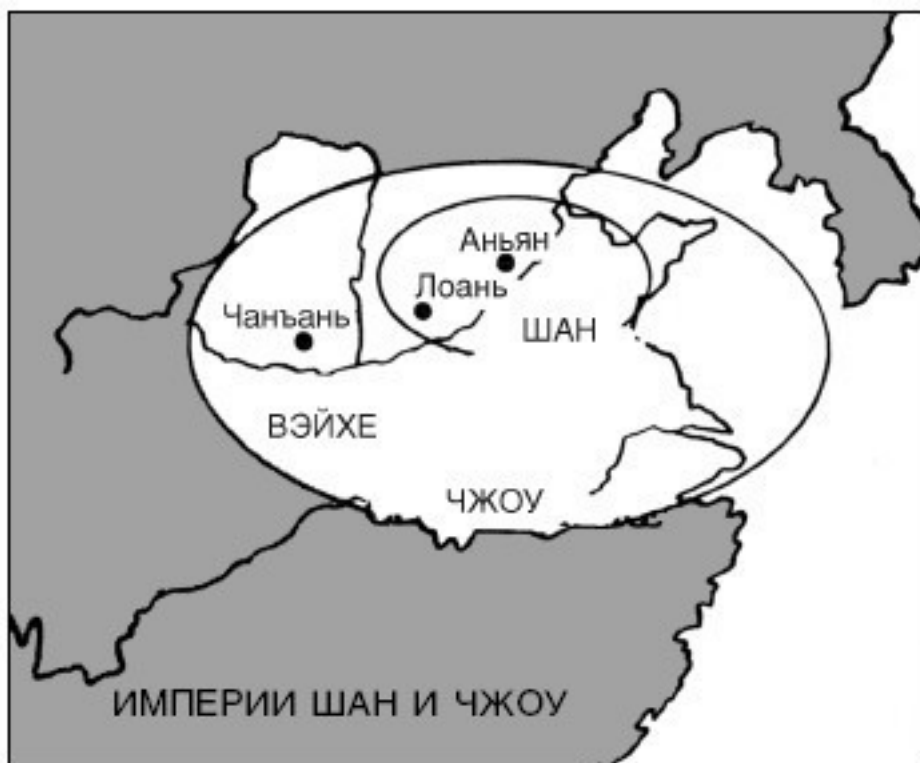 Аньян
Лоань
Чанъань
ШАН
ВЭЙХЕ
ЧЖОУ
ИМПЕРИИ ШАН И ЧЖОУ